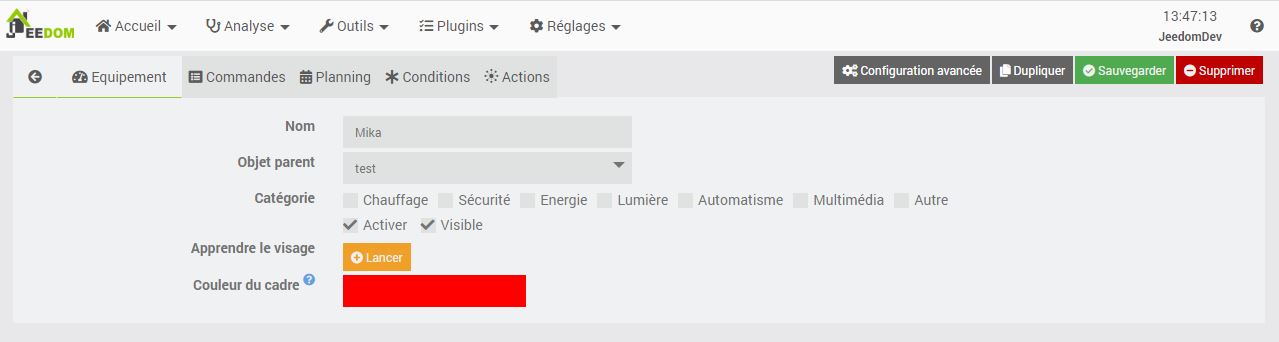 JEEDOM Accueil Analyse Outils Plugins Réglages 13:47:13
JeedomDev
Equipement Commandes Planning Conditions Actions Configuration avancée Dupliquer Sauvegarder Supprimer
Nom Mika
Objet parent test
Catégorie Chauffage Sécurité Energie Lumière Automatisme Multimédia Autre
Activer Visible
Apprendre le visage Lancer
Couleur du cadre